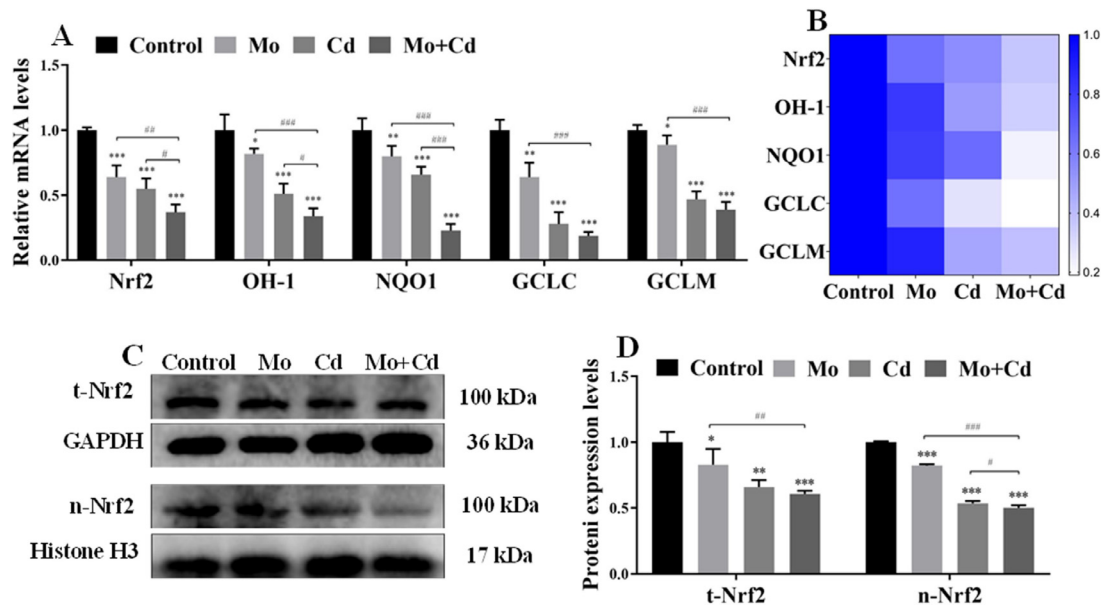 A
Control Mo Cd Mo+Cd
Relative mRNA levels
1.5
1.0
0.5
0.0
## 
# 
*** *** ***
### 
# 
* *** ***
### 
### 
** *** ***
### 
** *** ***
### 
* *** ***
Nrf2 OH-1 NQO1 GCLC GCLM
B
Nrf2
OH-1
NQO1
GCLC
GCLM
Control Mo Cd Mo+Cd
1.0
0.8
0.6
0.4
0.2
C
Control Mo Cd Mo+Cd
t-Nrf2 100 kDa
GAPDH 36 kDa
n-Nrf2 100 kDa
Histone H3 17 kDa
D
Control Mo Cd Mo+Cd
Proteni expression levels
1.5
1.0
0.5
0.0
## 
* ** ***
### 
# 
*** *** ***
t-Nrf2 n-Nrf2